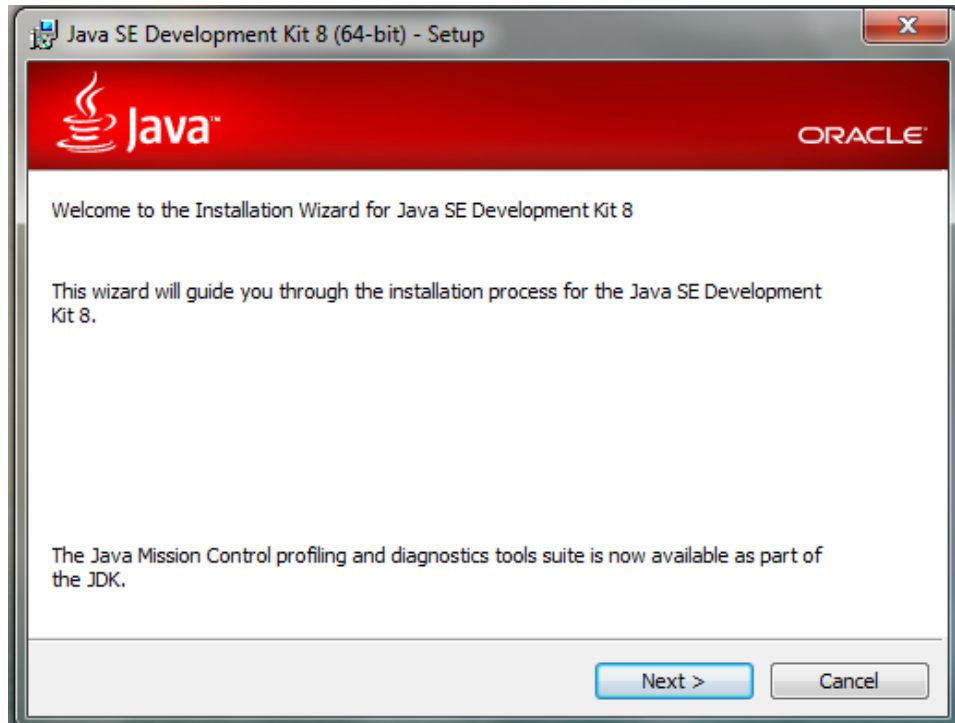 Java SE Development Kit 8 (64-bit) - Setup
Java™
ORACLE®
Welcome to the Installation Wizard for Java SE Development Kit 8
This wizard will guide you through the installation process for the Java SE Development
Kit 8.
The Java Mission Control profiling and diagnostics tools suite is now available as part of
the JDK.
Next >
Cancel